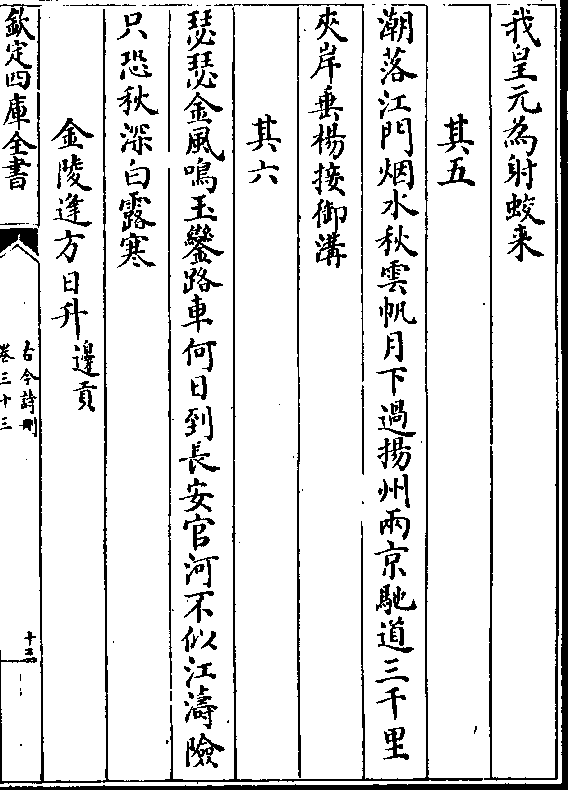 我皇元為射蛟来
其五
潮落江門烟水秋雲帆月下過揚州兩京馳道三千里
夾岸垂楊接御溝
其六
瑟瑟金風鳴玉鑾路車何日到長安官河不似江濤險
只恐秋深白露寒
金陵逢方日升 邊貢
欽定四庫全書
古今詩刪
卷三十三